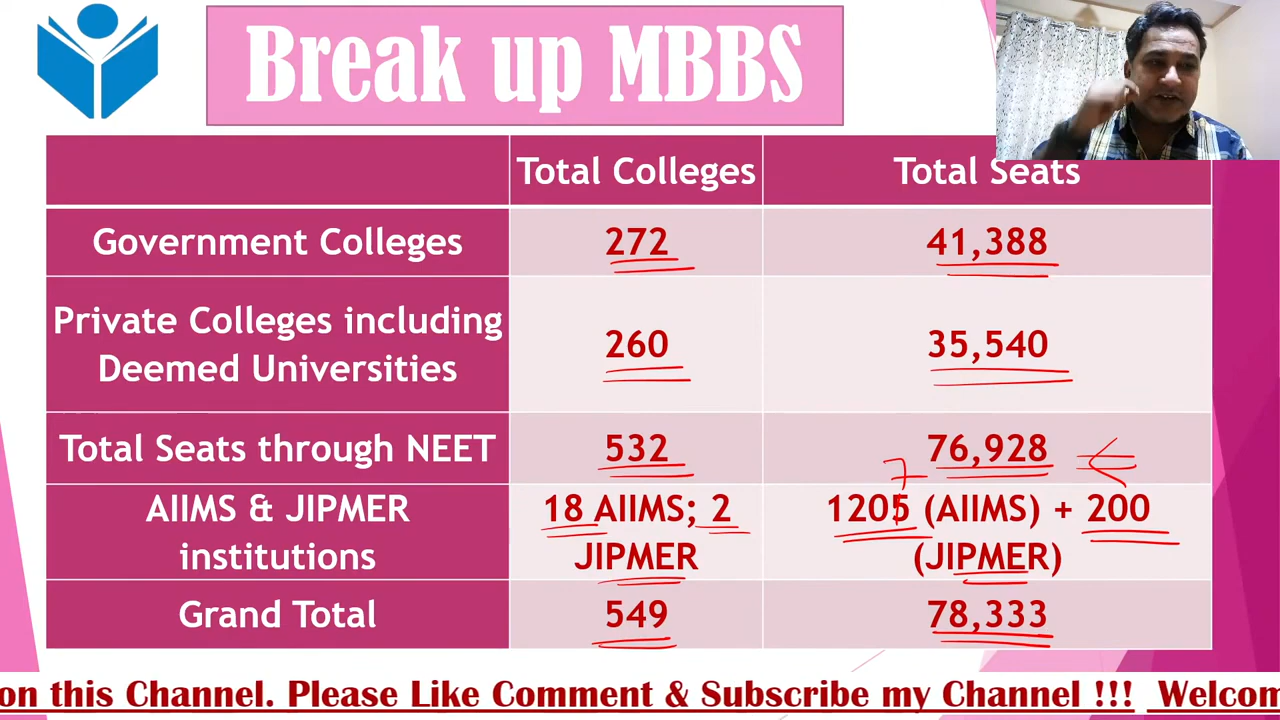 Break up MBBS
Total Colleges
Total Seats
Government Colleges
272
41,388
Private Colleges including
Deemed Universities
260
35,540
Total Seats through NEET
532
76,928
7
AIIMS & JIPMER
institutions
18 AIIMS; 2
JIPMER
1205 (AIIMS) + 200
(JIPMER)
Grand Total
549
78,333
on this Channel. Please Like Comment & Subscribe my Channel !!! Welcom